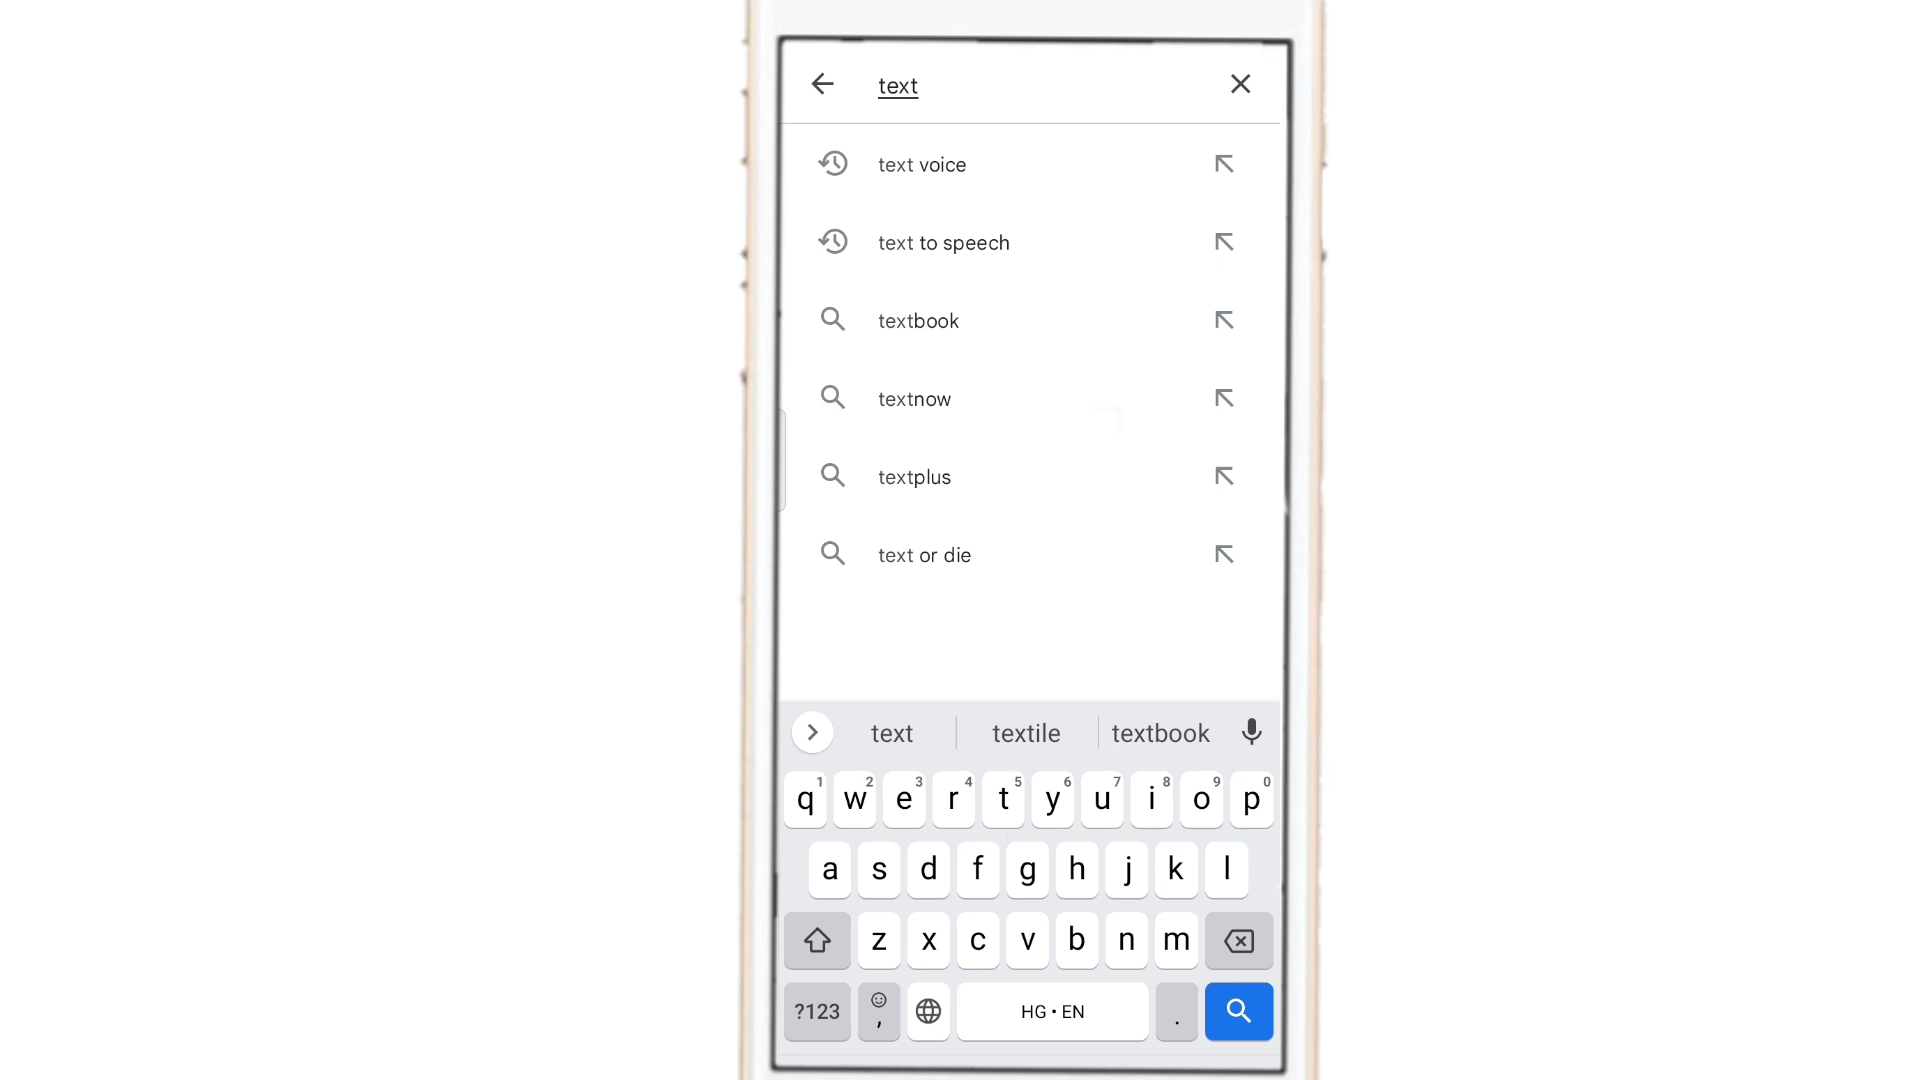 text
text voice
text to speech
textbook
textnow
textplus
text or die
text textile textbook
q1 w2 e3 r4 t5 y6 u7 i8 o9 p0
a s d f g h j k l
z x c v b n m
?123 , HG • EN .